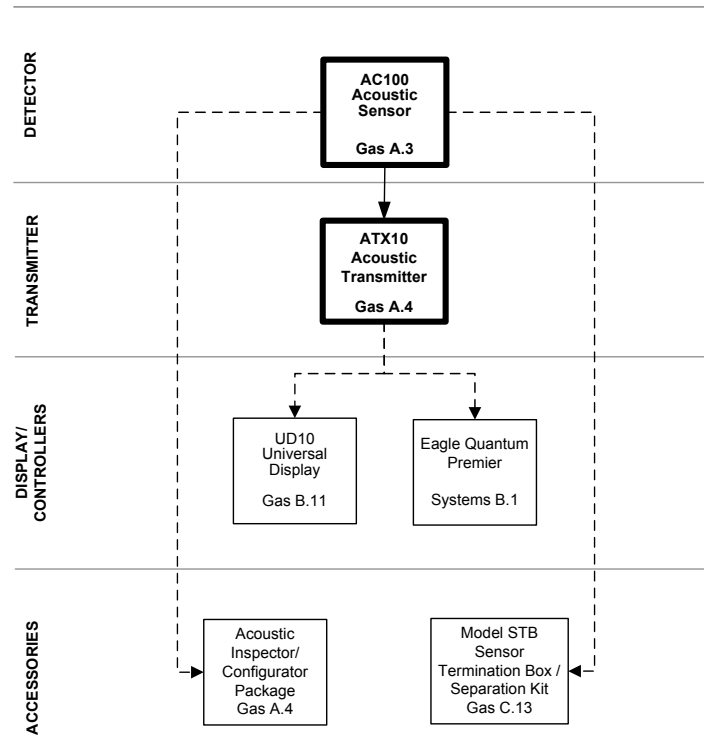 DETECTOR
AC100
Acoustic
Sensor
Gas A.3
TRANSMITTER
ATX10
Acoustic
Transmitter
Gas A.4
DISPLAY/
CONTROLLERS
UD10
Universal
Display
Gas B.11
Eagle Quantum
Premier
Systems B.1
ACCESSORIES
Acoustic
Inspector/
Configurator
Package
Gas A.4
Model STB
Sensor
Termination Box /
Separation Kit
Gas C.13